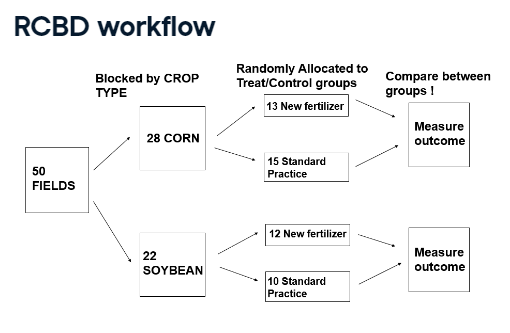 RCBD workflow
Blocked by CROP
TYPE
Randomly Allocated to
Treat/Control groups
Compare between
groups !
50
FIELDS
28 CORN
13 New fertilizer
15 Standard
Practice
Measure
outcome
22
SOYBEAN
12 New fertilizer
10 Standard
Practice
Measure
outcome